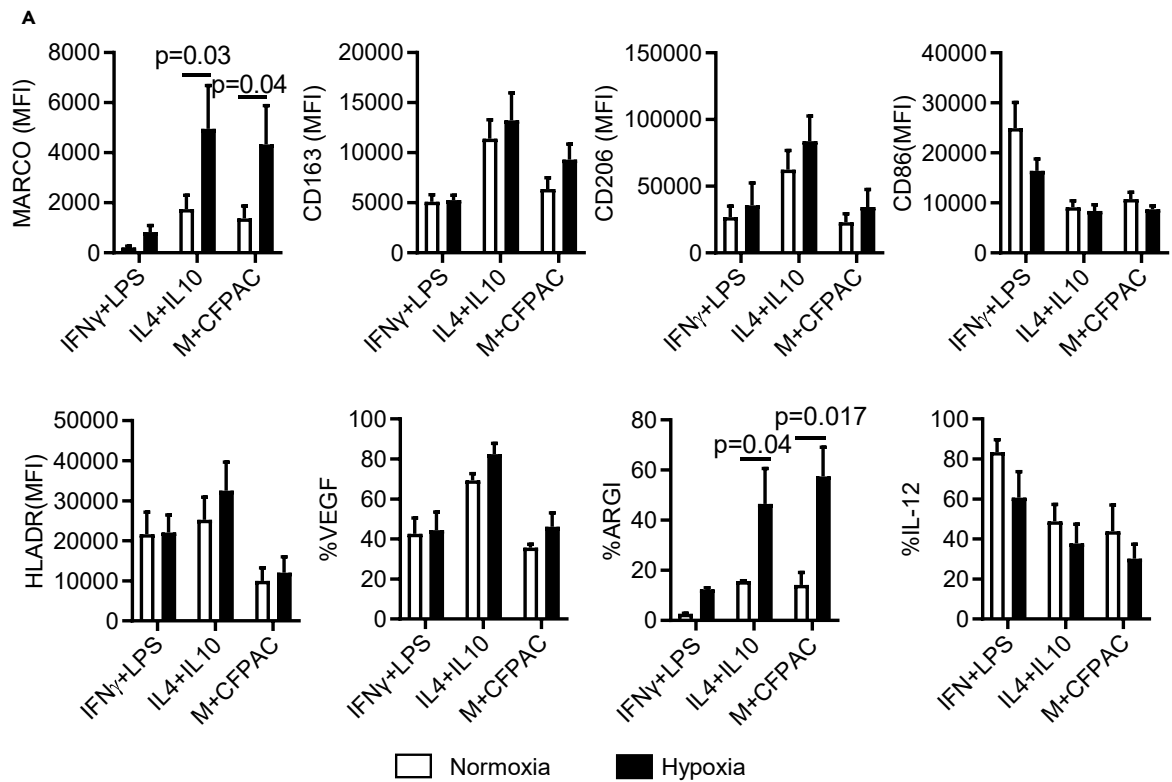 A
MARCO (MFI)
8000
6000
4000
2000
0
p=0.03
p=0.04
IFNγ+LPS
IL4+IL10
M+CFPAC
CD163 (MFI)
20000
15000
10000
5000
0
IFNγ+LPS
IL4+IL10
M+CFPAC
CD206 (MFI)
150000
100000
50000
0
IFNγ+LPS
IL4+IL10
M+CFPAC
CD86(MFI)
40000
30000
20000
10000
0
IFNγ+LPS
IL4+IL10
M+CFPAC
HLADR(MFI)
50000
40000
30000
20000
10000
0
IFNγ+LPS
IL4+IL10
M+CFPAC
%VEGF
100
80
60
40
20
0
IFNγ+LPS
IL4+IL10
M+CFPAC
%ARGI
80
60
40
20
0
p=0.04
p=0.017
IFNγ+LPS
IL4+IL10
M+CFPAC
%IL-12
100
80
60
40
20
0
IFN+LPS
IL4+IL10
M+CFPAC
Normoxia
Hypoxia